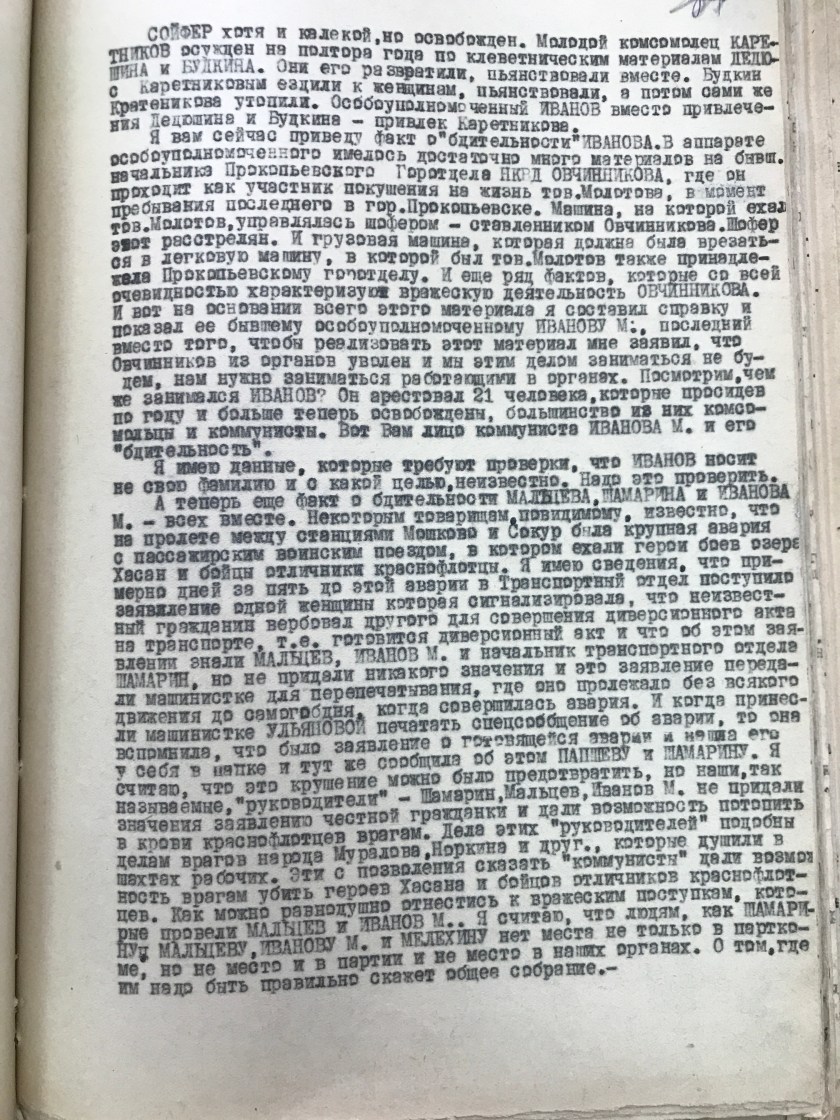 СОЙФЕР хотя и калекой,но освобожден. Молодой комсомолец КАРЕ-
ТНИКОВ осужден на полтора года по клеветническим материалам ЛЕДЮ-
ШИНА и БУДКИНА. Они его развратили, пьянствовали вместе. Будкин
с Каретниковым ездили к женщинам, пьянствовали, а потом сами же
Кратеникова утопили. Особоуполномоченный ИВАНОВ вместо привлече-
ния Ледюшина и Будкина - привлек Каретникова.
Я вам сейчас приведу факт о"бдительности"ИВАНОВА.В аппарате
особоуполномоченного имелось достаточно много материалов на бывш.
начальника Прокопьевского Горотдела НКВД ОВЧИННИКОВА, где он
проходит как участник покушения на жизнь тов.Молотова, в момент
пребывания последнего в гор.Прокопьевске. Машина, на которой ехал
тов.Молотов,управлялась шофером - ставленником Овчинникова.Шофер
этот расстрелян. И грузовая машина, которая должна была врезать-
ся в легковую машину, в которой был тов.Молотов также принадле-
жала Прокопьевскому горотделу. И еще ряд фактов, которые со всей
очевидностью характеризуют вражескую деятельность ОВЧИННИКОВА.
И вот на основании всего этого материала я составил справку и
показал ее бывшему особоуполномоченному ИВАНОВУ М:, последний
вместо того, чтобы реализовать этот материал мне заявил, что
Овчинников из органов уволен и мы этим делом заниматься не бу-
дем, нам нужно заниматься работающими в органах. Посмотрим,чем
же занимался ИВАНОВ? Он арестовал 21 человека,которые просидев
по году и больше теперь освобождены, большинство из них комсо-
мольцы и коммунисты. Вот Вам лицо коммуниста ИВАНОВА М. и его
"бдительность".
Я имею данные, которые требуют проверки, что ИВАНОВ носит
не свою фамилию и с какой целью,неизвестно. Надо это проверить.
А теперь еще факт о бдительности МАЛЬЦЕВА,ШАМАРИНА и ИВАНОВА
М. - всех вместе. Некоторым товарищам,повидимому, известно, что
на пролете между станциями Мошково и Сокур была крупная авария
с пассажирским воинским поездом, в котором ехали герои боев озера
Хасан и бойцы отличники краснофлотцы. Я имею сведения, что при-
мерно дней за пять до этой аварии в Транспортный отдел поступило
заявление одной женщины которая сигнализировала, что неизвест-
ный гражданин вербовал другого для совершения диверсионного акта
на транспорте, т.е. готовится диверсионный акт и что об этом зая-
влении знали МАЛЬЦЕВ, ИВАНОВ М. и начальник транспортного отдела
ШАМАРИН, но не придали никакого значения и это заявление переда-
ли машинистке для перепечатывания, где оно пролежало без всякого
движения до самогобдня, когда совершилась авария. И когда принес-
ли машинистке УЛЬЯНОВОЙ печатать спецсообщение об аварии, то она
вспомнила, что было заявление о готовящейся аварии и нашла его
у себя в папке и тут же сообщила об этом ПАПШЕВУ и ШАМАРИНУ. Я
считаю, что это крушение можно было предотвратить, но наши,так
называемые,"руководители" - Шамарин,Мальцев,Иванов М. не придали
значения заявлению честной гражданки и дали возможность потопить
в крови краснофлотцев врагам. Дела этих "руководителей" подобны
делам врагов народа Муралова,Норкина и друг., которые душили в
шахтах рабочих. Эти с позволения сказать "коммунисты" дали возмож
ность врагам убить героев Хасана и бойцов отличников краснофлот-
цев. Как можно равнодушно отнестись к вражеским поступкам, кото-
рые провели МАЛЬЦЕВ и ИВАНОВ М.. Я считаю, что людям, как ШАМАРИ-
НУ, МАЛЬЦЕВУ,ИВАНОВУ М. и МЕЛЕХИНУ нет места не только в партко-
ме, но не место и в партии и не место в наших органах. О том,где
им надо быть правильно скажет общее собрание.-